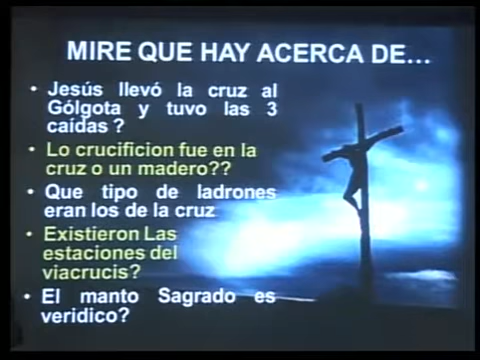 MIRE QUE HAY ACERCA DE...
• Jesús llevó la cruz al
Gólgota y tuvo las 3
caídas ?
• Lo crucificion fue en la
cruz o un madero??
• Que tipo de ladrones
eran los de la cruz
• Existieron Las
estaciones del
viacrucis?
• El manto Sagrado es
veridico?